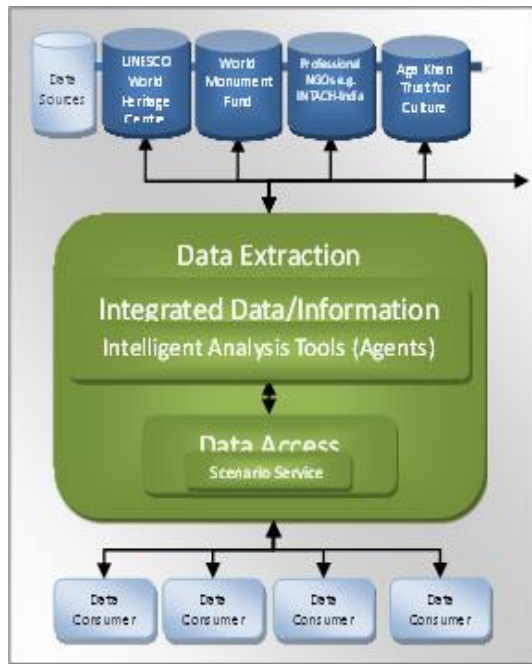 Data
Sources
UNESCO
World
Heritage
Centre
World
Monument
Fund
Professional
NGOs e.g.
INTACH-India
Aga Khan
Trust for
Culture
Data Extraction
Integrated Data/Information
Intelligent Analysis Tools (Agents)
Data Access
Scenario Service
Data
Consumer
Data
Consumer
Data
Consumer
Data
Consumer